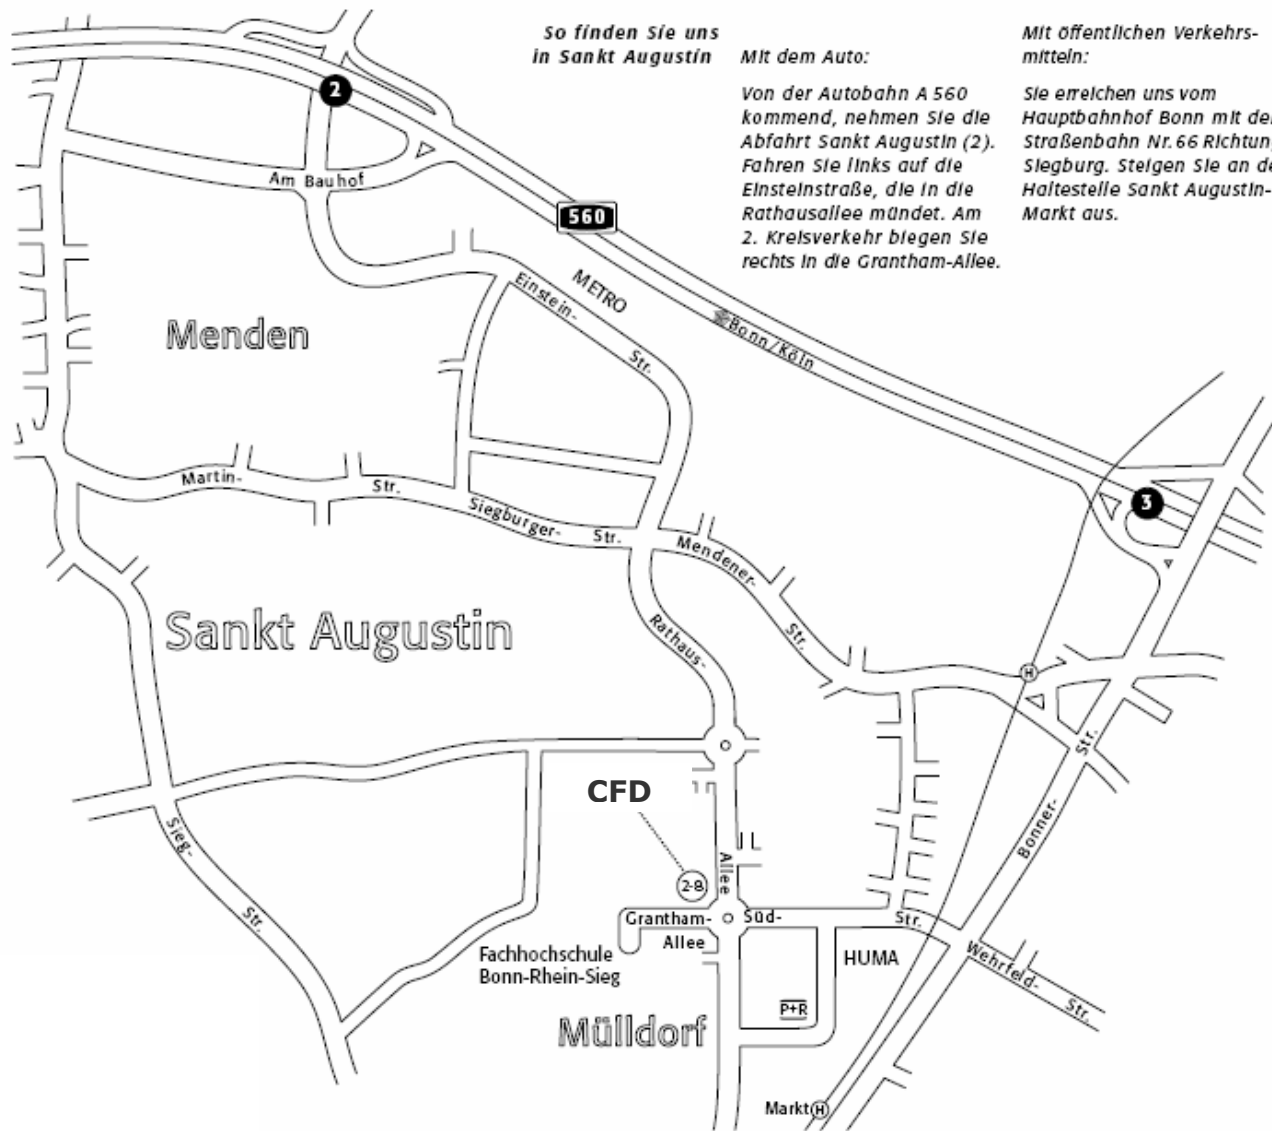 So finden Sie uns
in Sankt Augustin
Mit dem Auto:
Von der Autobahn A 560
kommend, nehmen Sie die
Abfahrt Sankt Augustin (2).
Fahren Sie links auf die
Einsteinstraße, die in die
Rathausallee mündet. Am
2. Kreisverkehr biegen Sie
rechts in die Grantham-Allee.
Mit öffentlichen Verkehrs-
mitteln:
Sie erreichen uns vom
Hauptbahnhof Bonn mit der
Straßenbahn Nr. 66 Richtung
Siegburg. Steigen Sie an de
Haltestelle Sankt Augustin-
Markt aus.
2
Am Bauhof
560
METRO
Einstein-
Str.
Bonn/Köln
Menden
3
Martin-
Str.
Siegburger-
Str.
Mendener-
Str.
Sankt Augustin
Rathaus-
Allee
H
Bonner-
Str.
CFD
2-8
Sieg-
Str.
Grantham-
Allee
Süd-
Str.
Fachhochschule
Bonn-Rhein-Sieg
HUMA
Wehrfeld-
Str.
P+R
Mülldorf
Markt H